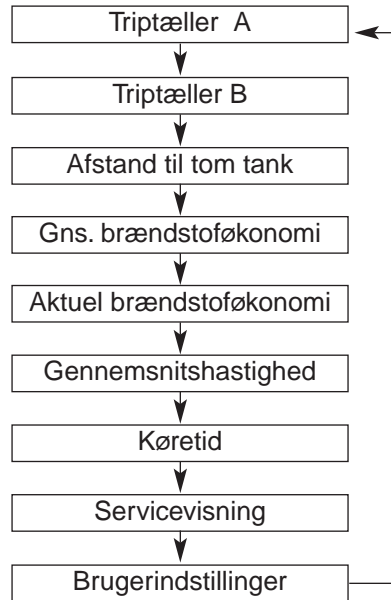 Triptæller A
Triptæller B
Afstand til tom tank
Gns. brændstoføkonomi
Aktuel brændstoføkonomi
Gennemsnitshastighed
Køretid
Servicevisning
Brugerindstillinger